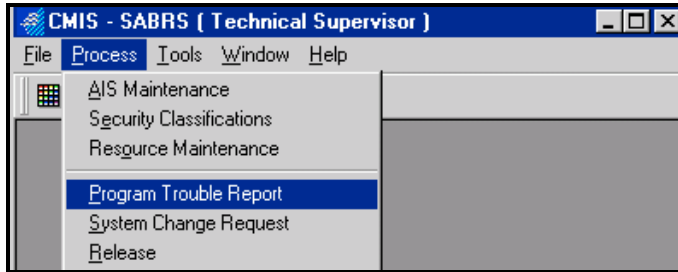 CMIS - SABRS ( Technical Supervisor )
File Process Tools Window Help
AIS Maintenance
Security Classifications
Resource Maintenance
Program Trouble Report
System Change Request
Release